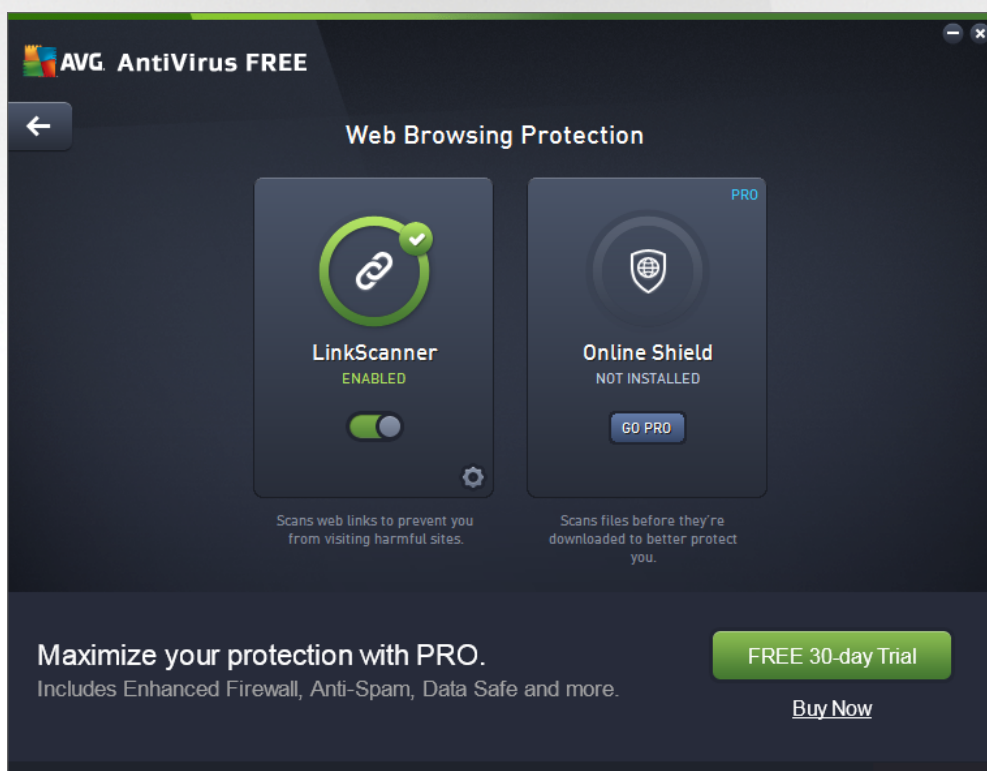 AVG. AntiVirus FREE
Web Browsing Protection
PRO
LinkScanner
ENABLED
Online Shield
NOT INSTALLED
GO PRO
Scans web links to prevent you
from visiting harmful sites.
Scans files before they're
downloaded to better protect
you.
Maximize your protection with PRO.
Includes Enhanced Firewall, Anti-Spam, Data Safe and more.
FREE 30-day Trial
Buy Now